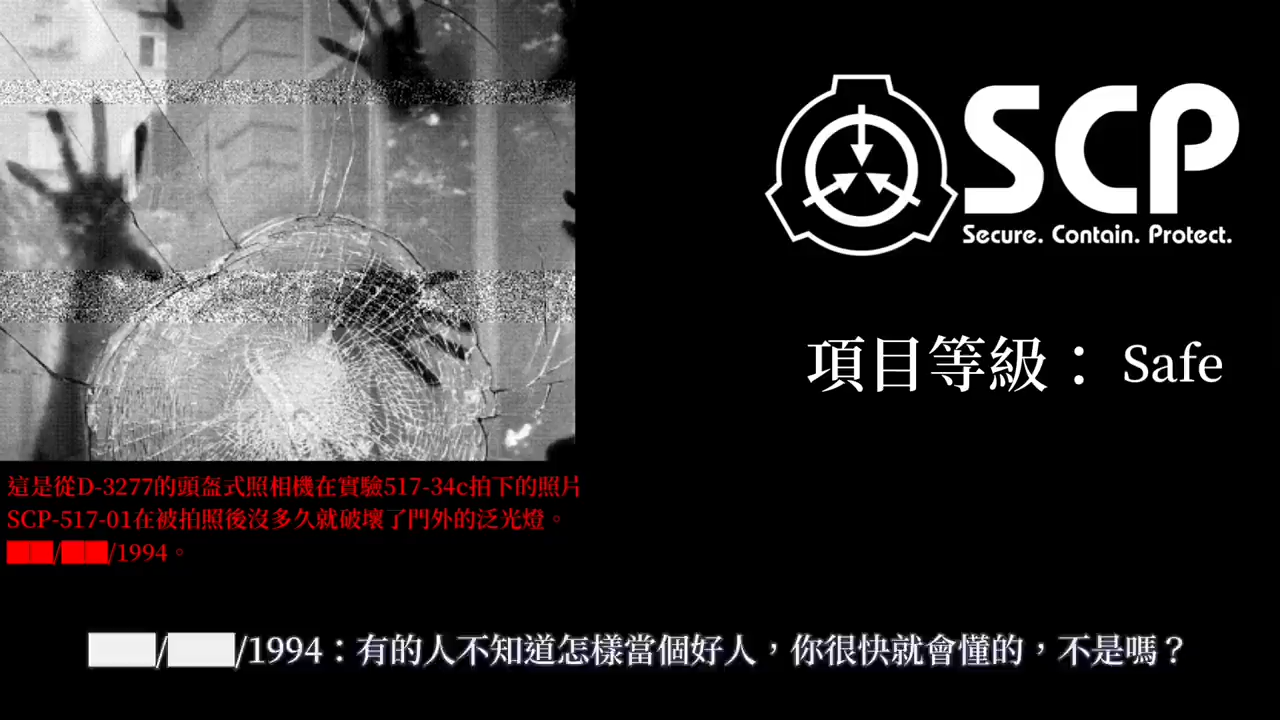 SCP
Secure. Contain. Protect.
項目等級： Safe
這是從D-3277的頭盔式照相機在實驗517-34c拍下的照片
SCP-517-01在被拍照後沒多久就破壞了門外的泛光燈。
██/██/1994。
██/██/1994：有的人不知道怎樣當個好人，你很快就會懂的，不是嗎？